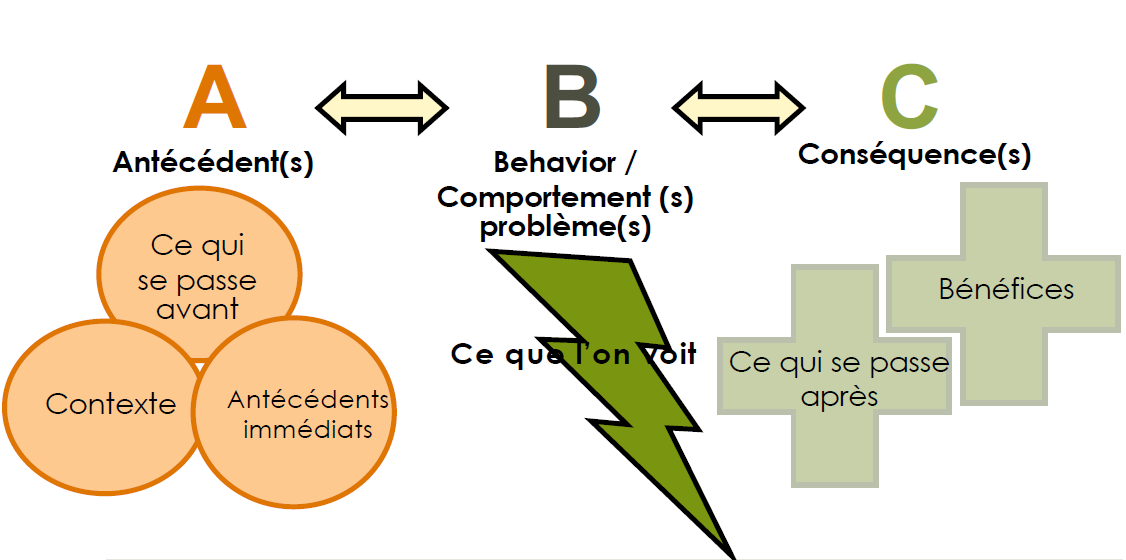 A
Antécédent(s)
Ce qui
se passe
avant
Contexte
Antécédents
immédiats
B
Behavior /
Comportement (s)
problème(s)
Ce que l'on voit
C
Conséquence(s)
Bénéfices
Ce qui se passe
après